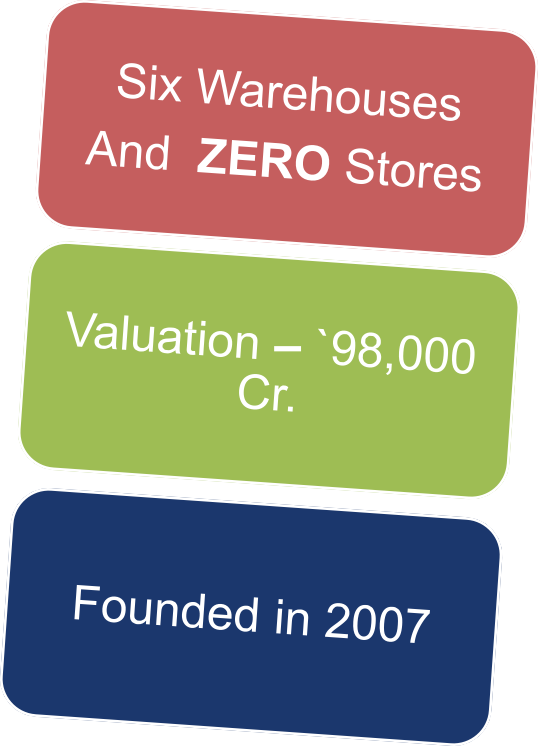 Six Warehouses
And ZERO Stores
Valuation – `98,000
Cr.
Founded in 2007